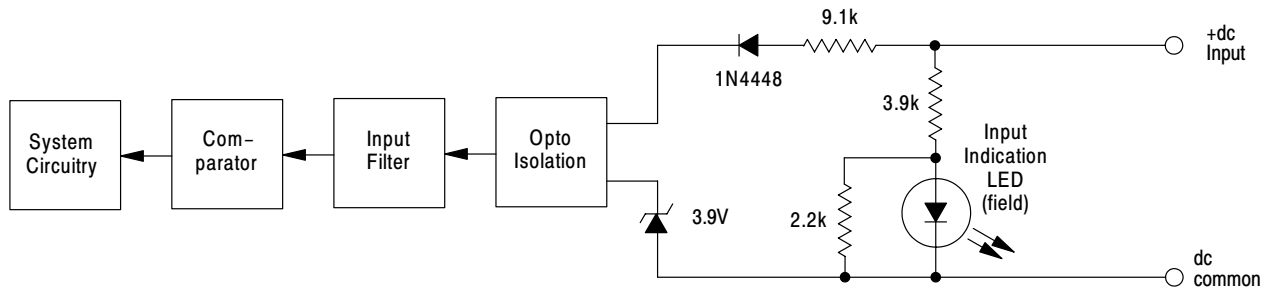 9.1k
+dc
Input
1N4448
3.9k
System
Circuitry
Com-
parator
Input
Filter
Opto
Isolation
Input
Indication
LED
(field)
3.9V
2.2k
dc
common